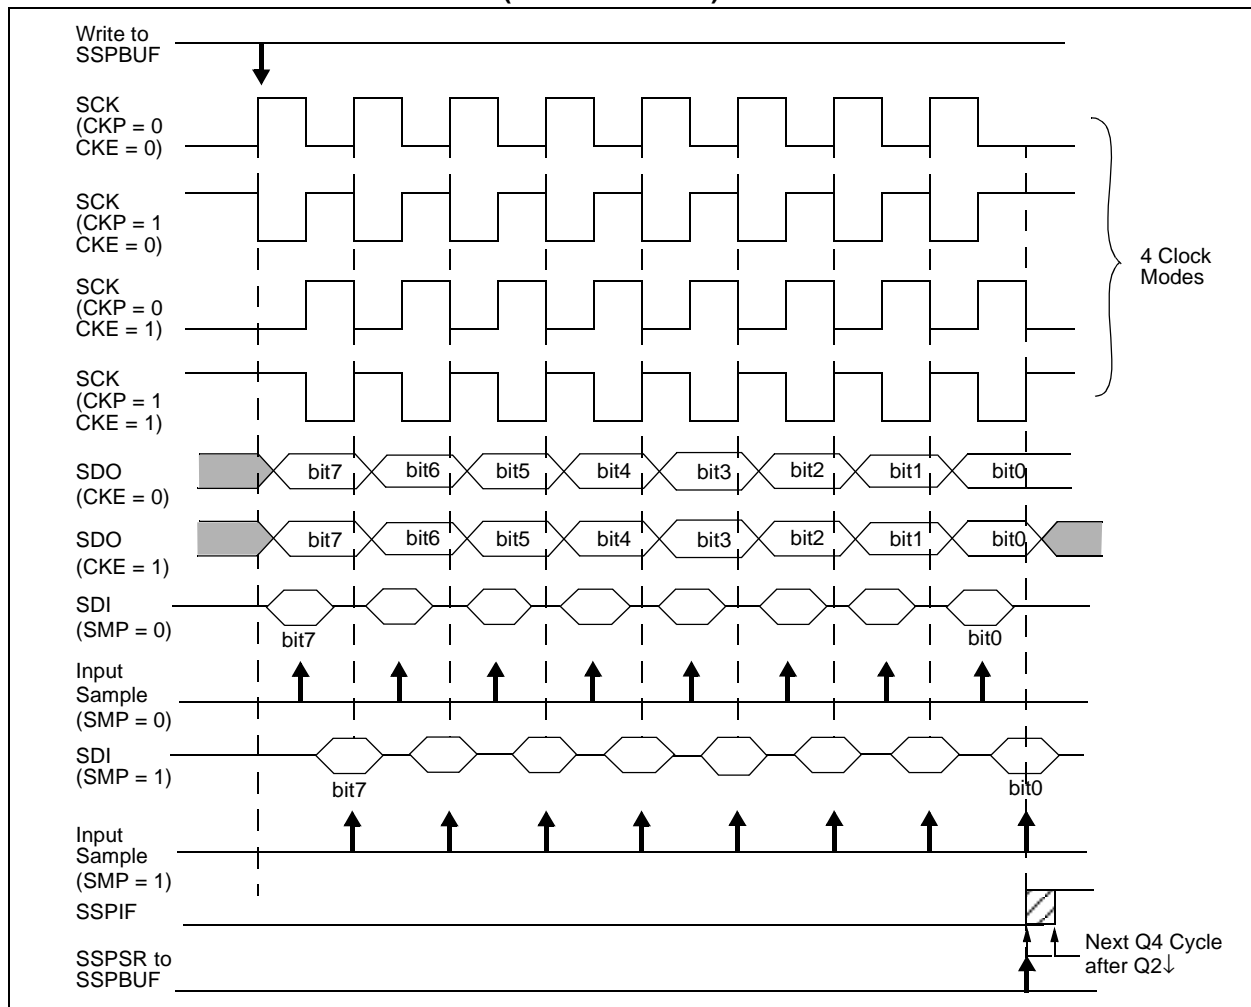 Write to
SSPBUF
SCK
(CKP = 0
CKE = 0)
SCK
(CKP = 1
CKE = 0)
SCK
(CKP = 0
CKE = 1)
SCK
(CKP = 1
CKE = 1)
4 Clock
Modes
SDO
(CKE = 0)
bit7 bit6 bit5 bit4 bit3 bit2 bit1 bit0
SDO
(CKE = 1)
bit7 bit6 bit5 bit4 bit3 bit2 bit1 bit0
SDI
(SMP = 0)
bit7 bit0
Input
Sample
(SMP = 0)
SDI
(SMP = 1)
bit7 bit0
Input
Sample
(SMP = 1)
SSPIF
SSPSR to
SSPBUF
Next Q4 Cycle
after Q2↓